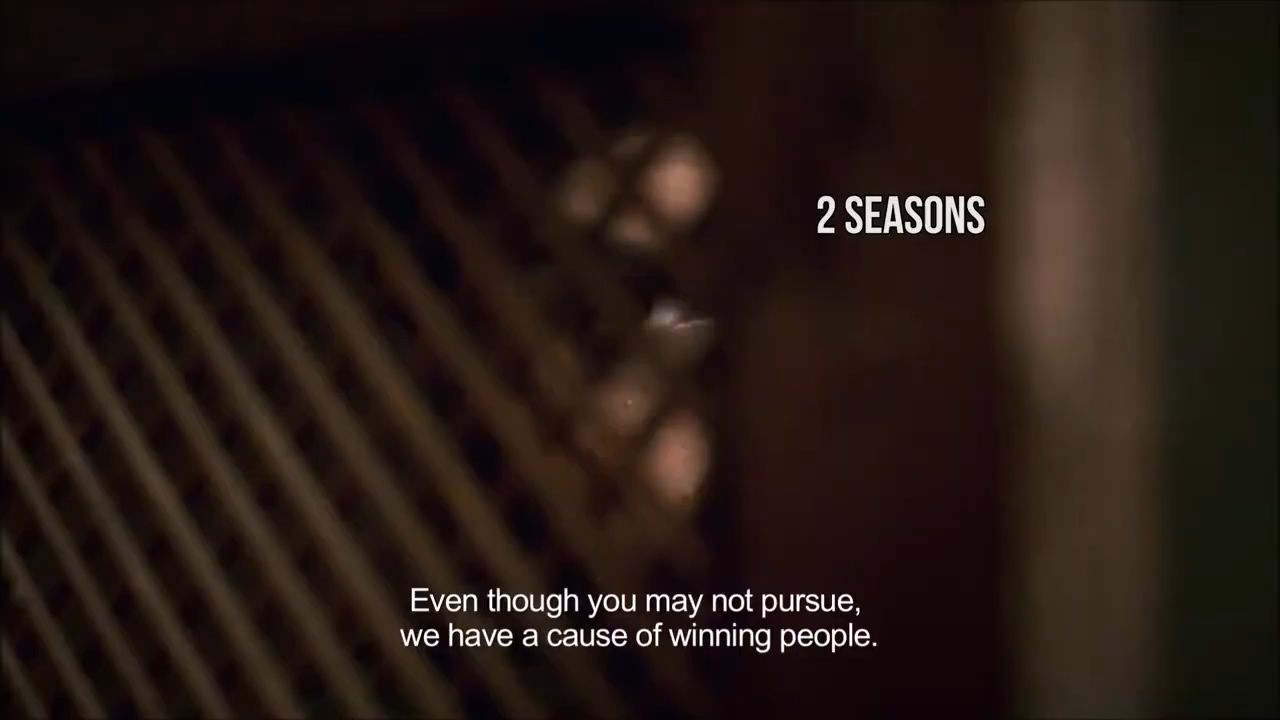 2 SEASONS
Even though you may not pursue,
we have a cause of winning people.